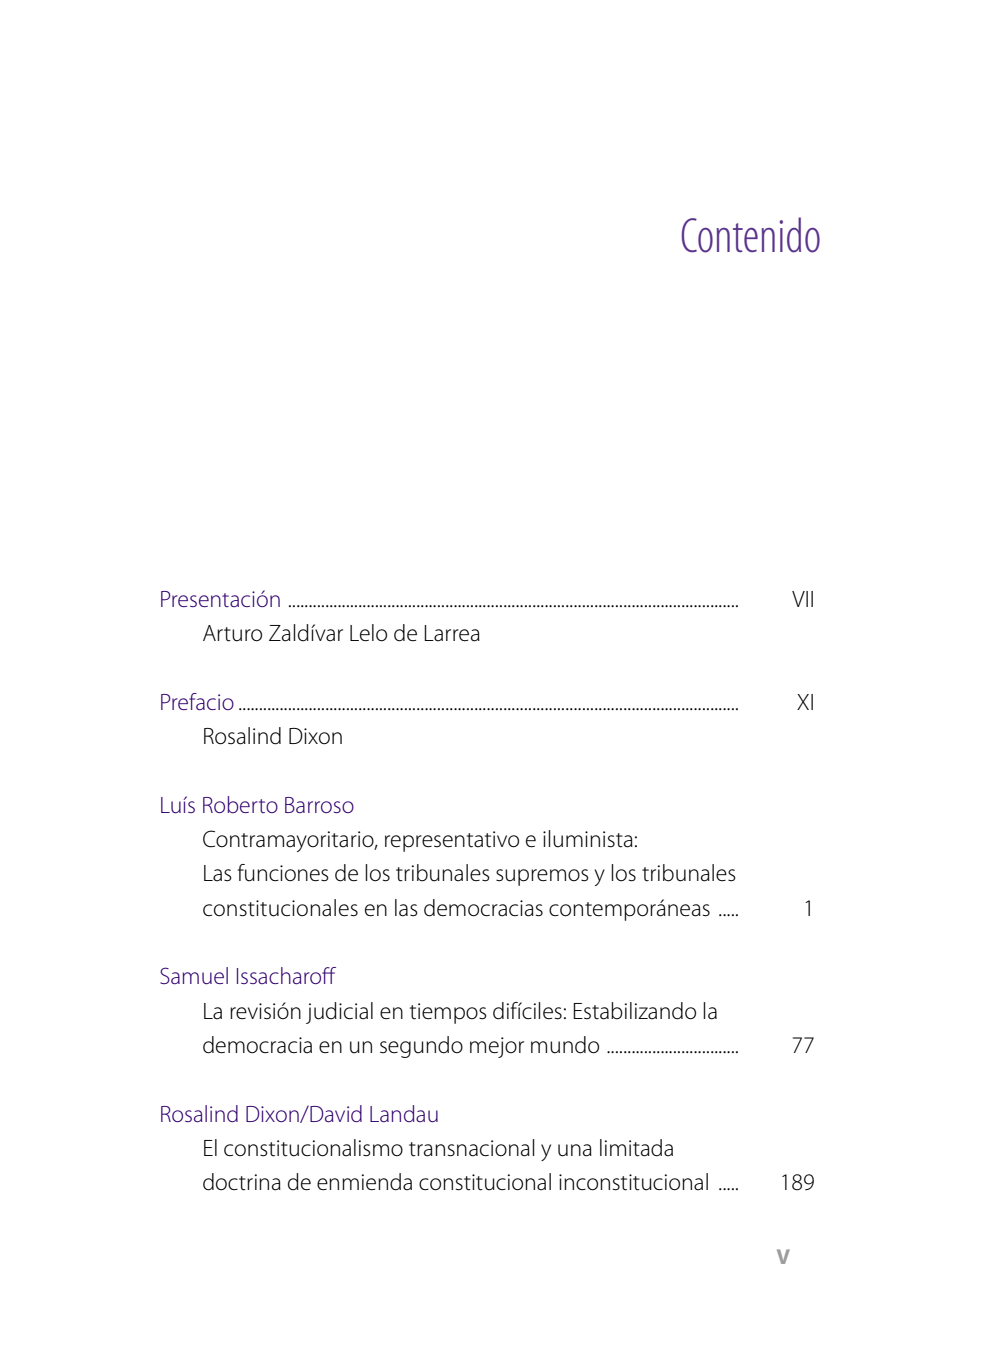 Contenido
Presentación ............................................................................................................. VII
Arturo Zaldívar Lelo de Larrea
Prefacio ......................................................................................................................... XI
Rosalind Dixon
Luís Roberto Barroso
Contramayoritario, representativo e iluminista:
Las funciones de los tribunales supremos y los tribunales
constitucionales en las democracias contemporáneas ..... 1
Samuel Issacharoff
La revisión judicial en tiempos difíciles: Estabilizando la
democracia en un segundo mejor mundo ................................ 77
Rosalind Dixon/David Landau
El constitucionalismo transnacional y una limitada
doctrina de enmienda constitucional inconstitucional ..... 189
V